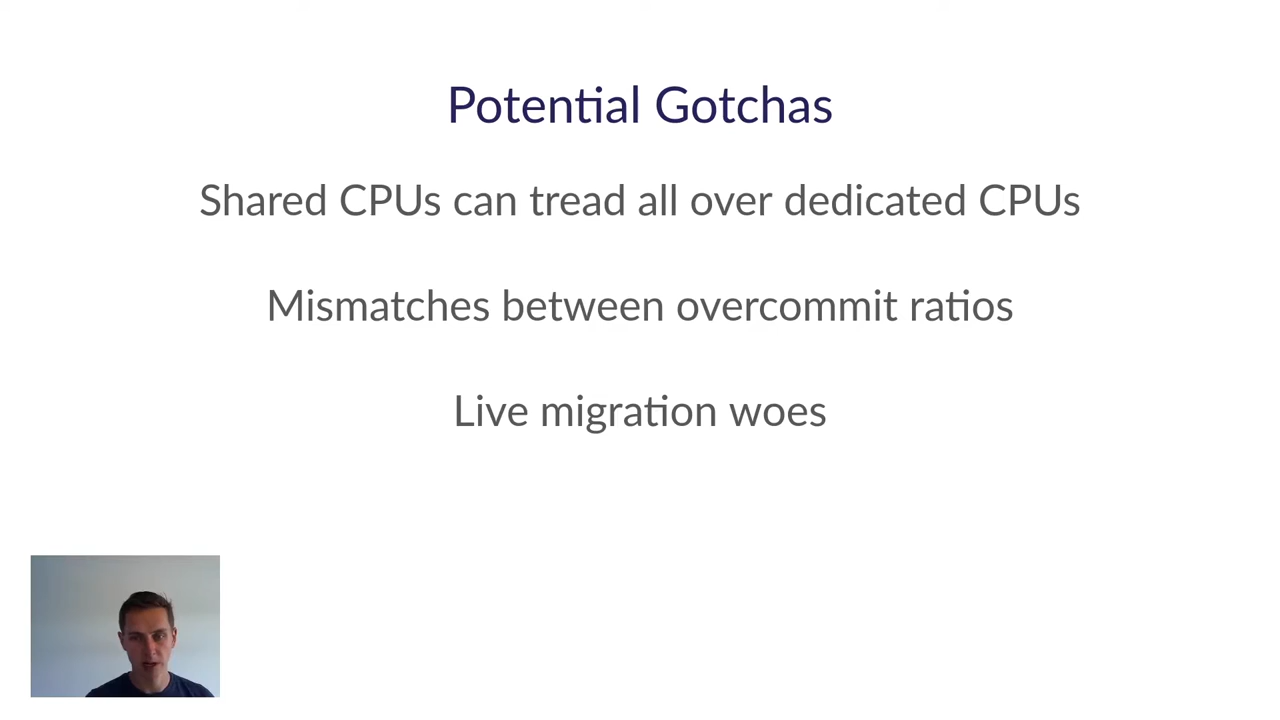 Potential Gotchas
Shared CPUs can tread all over dedicated CPUs
Mismatches between overcommit ratios
Live migration woes